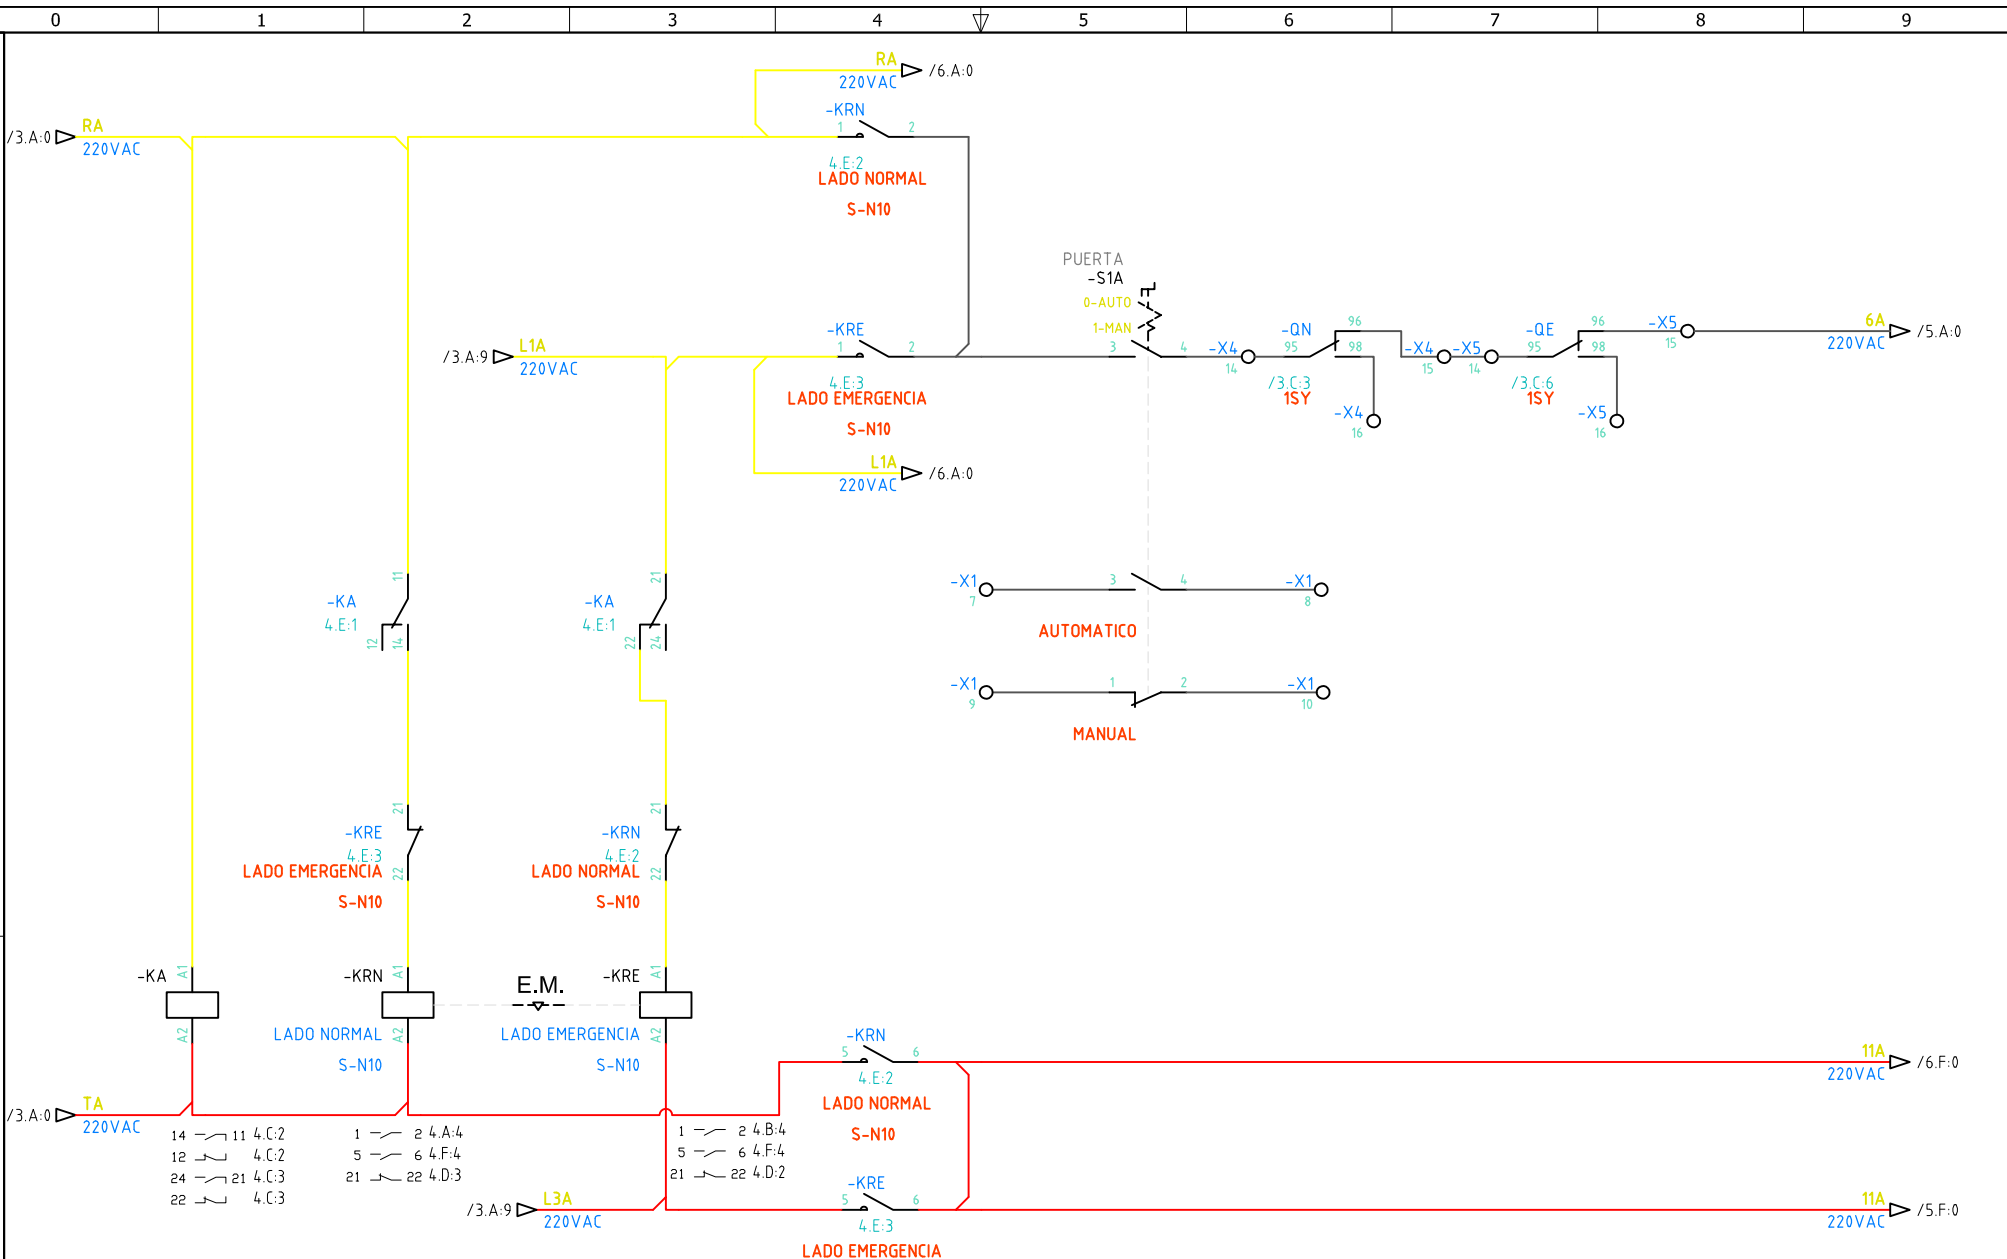 0 1 2 3 4 5 6 7 8 9
RA
220VAC
/6.A:0
-KRN
1 2
4.E:2
LADO NORMAL
S-N10
/3.A:0
RA
220VAC
PUERTA
-S1A
0-AUTO
1-MAN
3 4
/3.A:9
L1A
220VAC
-KRE
1 2
4.E:3
LADO EMERGENCIA
S-N10
L1A
220VAC
/6.A:0
-X4
14
-QN
95
96
98
/3.C:3
1SY
-X4
16
-X4
15
-X5
14
-QE
95
96
98
/3.C:6
1SY
-X5
16
-X5
15
6A
220VAC
/5.A:0
-KA
4.E:1
11
12
14
-KA
4.E:1
21
22
24
-X1
7
3 4
-X1
8
AUTOMATICO
-X1
9
1 2
-X1
10
MANUAL
-KRE
4.E:3
21
22
LADO EMERGENCIA
S-N10
-KRN
4.E:2
21
22
LADO NORMAL
S-N10
-KA
A1
A2
-KRN
A1
A2
LADO NORMAL
S-N10
E.M.
-KRE
A1
A2
LADO EMERGENCIA
S-N10
/3.A:0
TA
220VAC
14 11 4.C:2
12 4.C:2
24 21 4.C:3
22 4.C:3
1 2 4.A:4
5 6 4.F:4
21 22 4.D:3
1 2 4.B:4
5 6 4.F:4
21 22 4.D:2
-KRN
5 6
4.E:2
LADO NORMAL
S-N10
11A
220VAC
/6.F:0
/3.A:9
L3A
220VAC
-KRE
5 6
4.E:3
LADO EMERGENCIA
11A
220VAC
/5.F:0